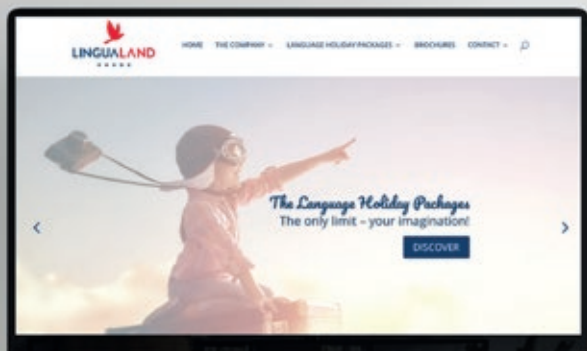 LINGUALAND
HOME THE COMPANY LANGUAGE HOLIDAY PACKAGES BROCHURES CONTACT
The Language Holiday Packages
The only limit – your imagination!
DISCOVER